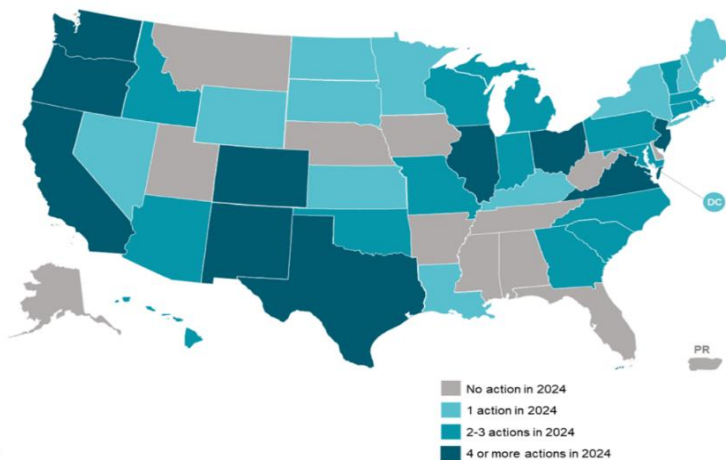 DC
PR
No action in 2024
1 action in 2024
2-3 actions in 2024
4 or more actions in 2024